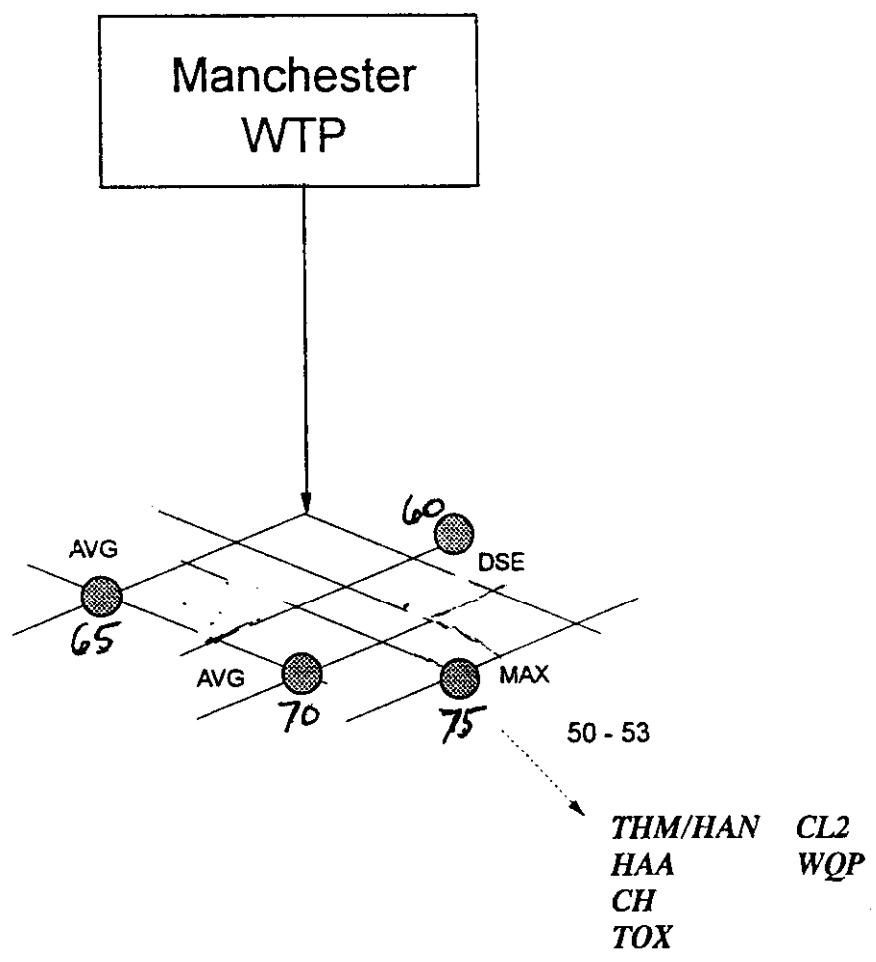 Manchester
WTP
60
AVG
DSE
65
AVG
MAX
70
75
50 - 53
THM/HAN CL2
HAA WQP
CH
TOX